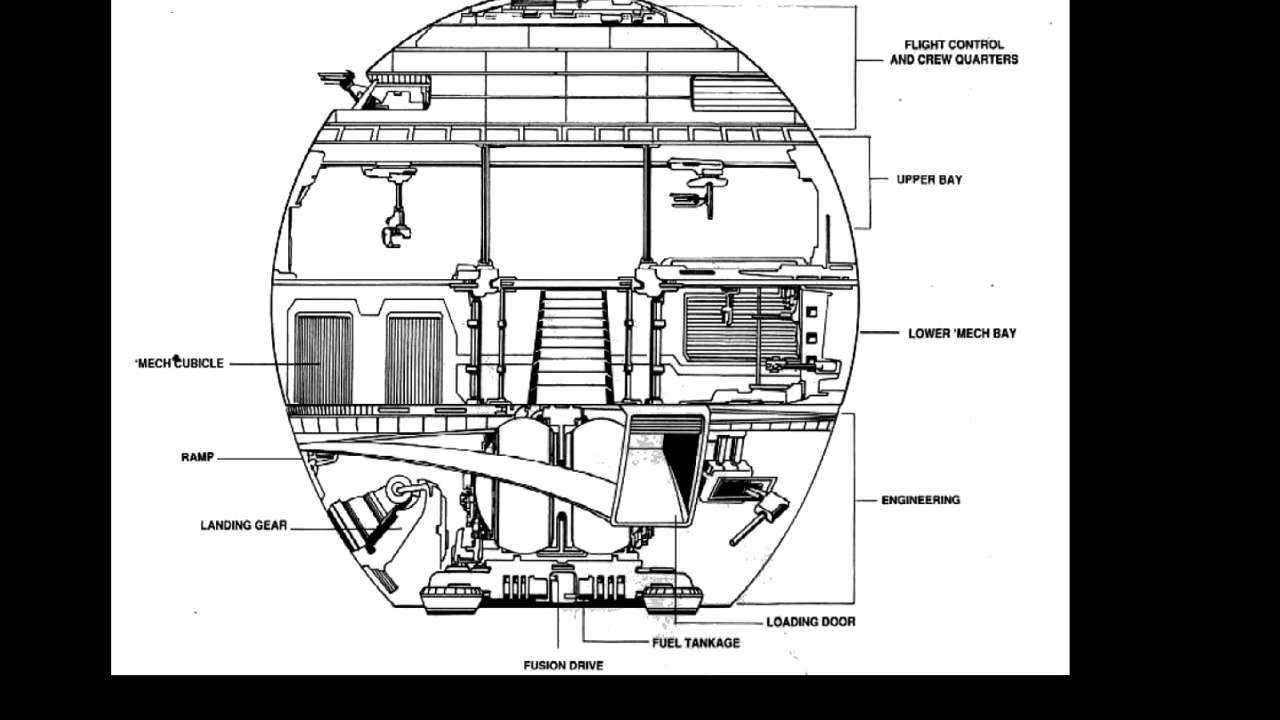 FLIGHT CONTROL
AND CREW QUARTERS
UPPER BAY
LOWER 'MECH BAY
'MECH CUBICLE
RAMP
ENGINEERING
LANDING GEAR
LOADING DOOR
FUEL TANKAGE
FUSION DRIVE